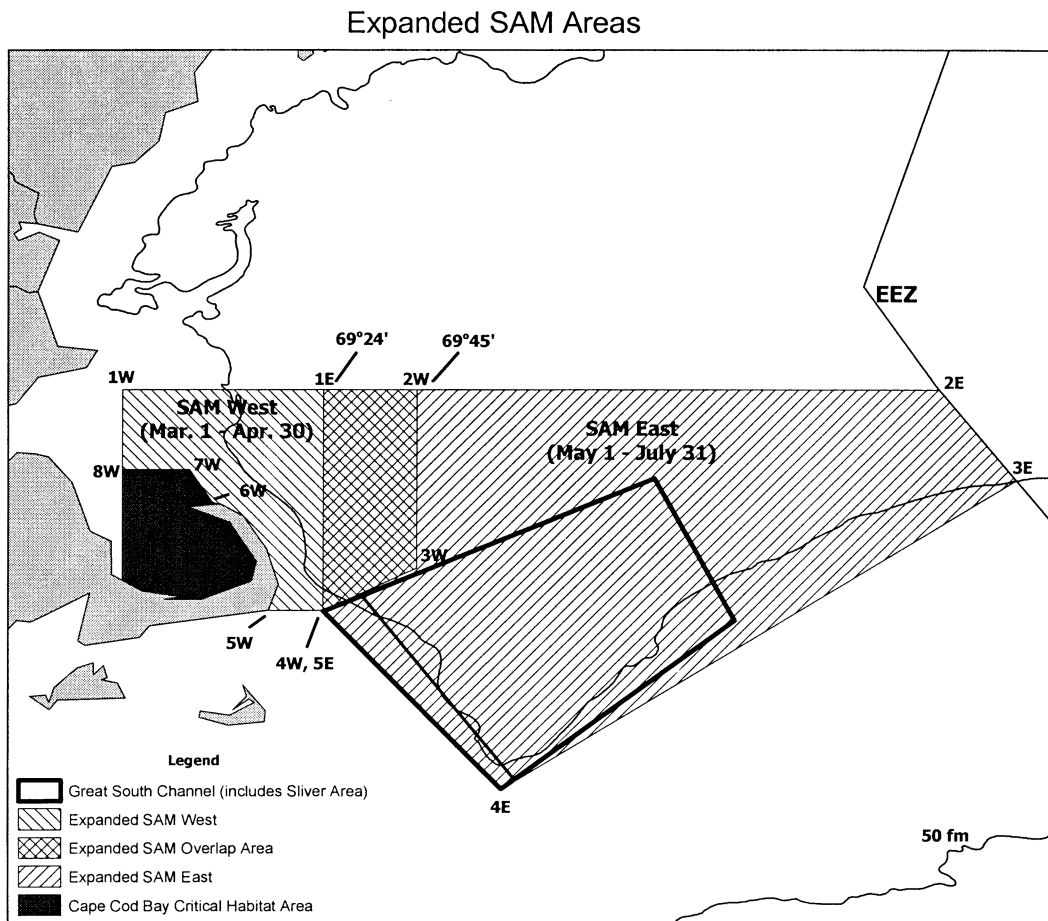 Expanded SAM Areas
EEZ
69°24'
69°45'
1W
1E
2W
2E
SAM West
(Mar. 1 - Apr. 30)
SAM East
(May 1 - July 31)
8W
7W
6W
3E
3W
5W
4W, 5E
4E
50 fm
Legend
Great South Channel (includes Sliver Area)
Expanded SAM West
Expanded SAM Overlap Area
Expanded SAM East
Cape Cod Bay Critical Habitat Area